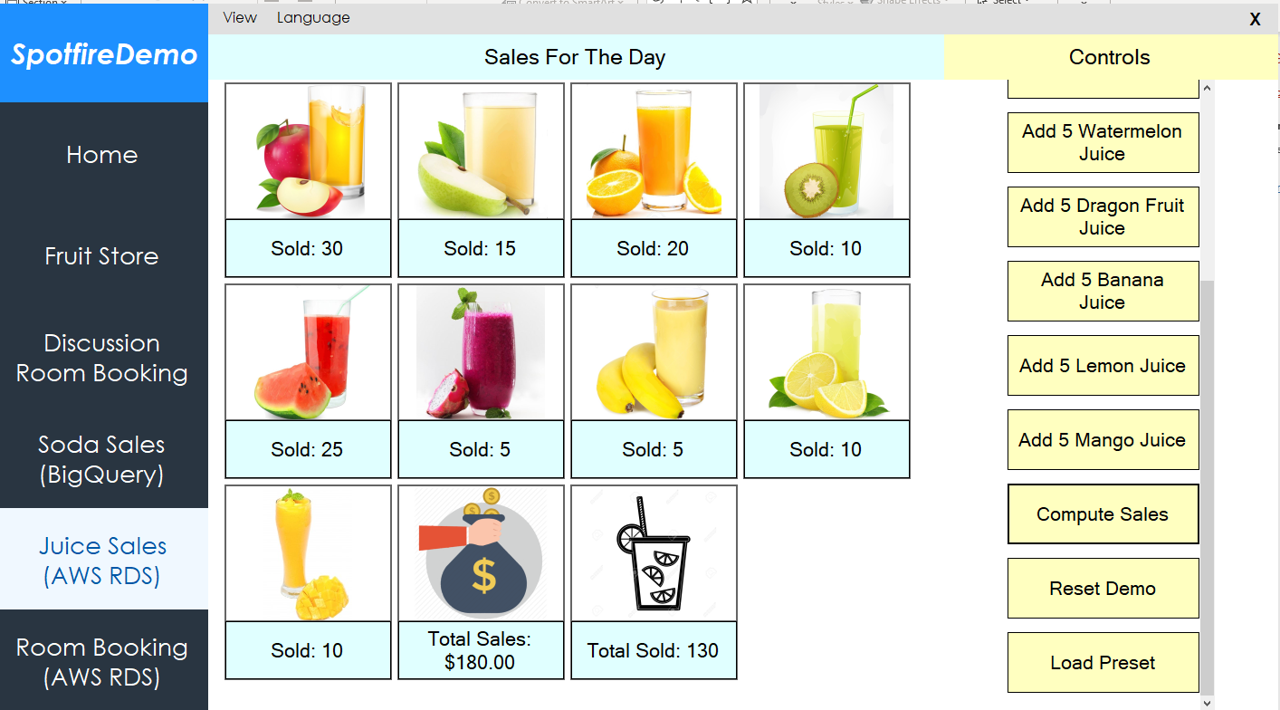 View Language
X
SpotfireDemo
Sales For The Day
Controls
Home
Fruit Store
Discussion
Room Booking
Soda Sales
(BigQuery)
Juice Sales
(AWS RDS)
Room Booking
(AWS RDS)
Sold: 30
Sold: 15
Sold: 20
Sold: 10
Sold: 25
Sold: 5
Sold: 5
Sold: 10
Sold: 10
$
Total Sales:
$180.00
Total Sold: 130
Add 5 Watermelon
Juice
Add 5 Dragon Fruit
Juice
Add 5 Banana
Juice
Add 5 Lemon Juice
Add 5 Mango Juice
Compute Sales
Reset Demo
Load Preset